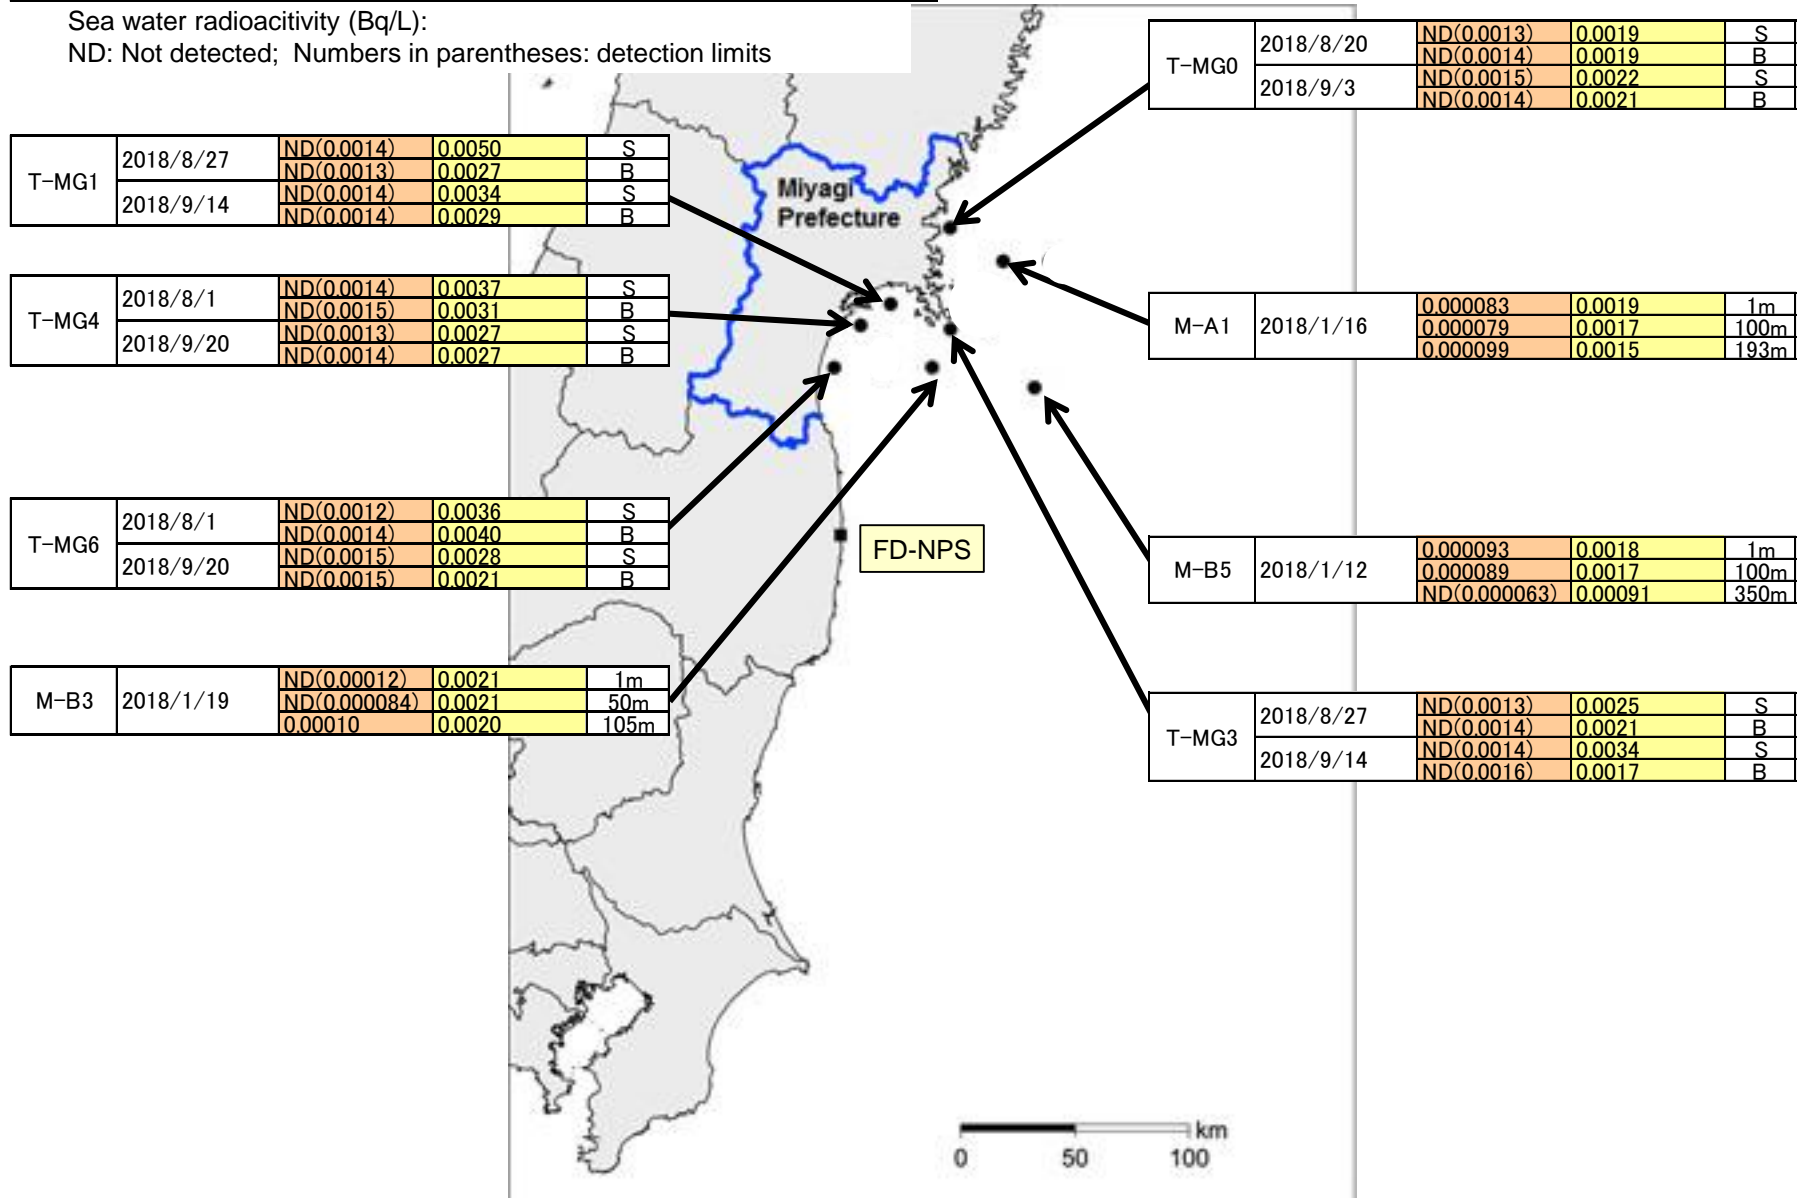 Sea water radioacitivity (Bq/L):
ND: Not detected; Numbers in parentheses: detection limits
T-MG0
2018/8/20 ND(0.0013) 0.0019 S
ND(0.0014) 0.0019 B
2018/9/3 ND(0.0015) 0.0022 S
ND(0.0014) 0.0021 B
T-MG1
2018/8/27 ND(0.0014) 0.0050 S
ND(0.0013) 0.0027 B
2018/9/14 ND(0.0014) 0.0034 S
ND(0.0014) 0.0029 B
Miyagi
Prefecture
T-MG4
2018/8/1 ND(0.0014) 0.0037 S
ND(0.0015) 0.0031 B
2018/9/20 ND(0.0013) 0.0027 S
ND(0.0014) 0.0027 B
M-A1 2018/1/16
0.000083 0.0019 1m
0.000079 0.0017 100m
0.000099 0.0015 193m
T-MG6
2018/8/1 ND(0.0012) 0.0036 S
ND(0.0014) 0.0040 B
2018/9/20 ND(0.0015) 0.0028 S
ND(0.0015) 0.0021 B
FD-NPS
M-B5 2018/1/12
0.000093 0.0018 1m
0.000089 0.0017 100m
ND(0.000063) 0.00091 350m
M-B3 2018/1/19
ND(0.00012) 0.0021 1m
ND(0.000084) 0.0021 50m
0.00010 0.0020 105m
T-MG3
2018/8/27 ND(0.0013) 0.0025 S
ND(0.0014) 0.0021 B
2018/9/14 ND(0.0014) 0.0034 S
ND(0.0016) 0.0017 B
km
0 50 100